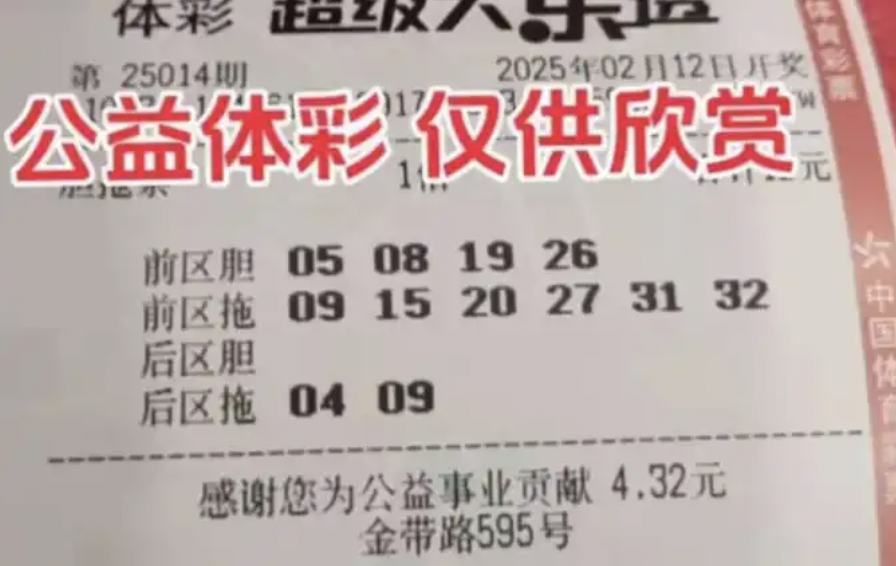 体彩 超级大乐透
第 25014期
2025年02月12日开奖
公益体彩 仅供欣赏
1倍
前区胆 05 08 19 26
前区拖 09 15 20 27 31 32
后区胆
后区拖 04 09
感谢您为公益事业贡献 4.32元
金带路595号
体育彩票
中国体育